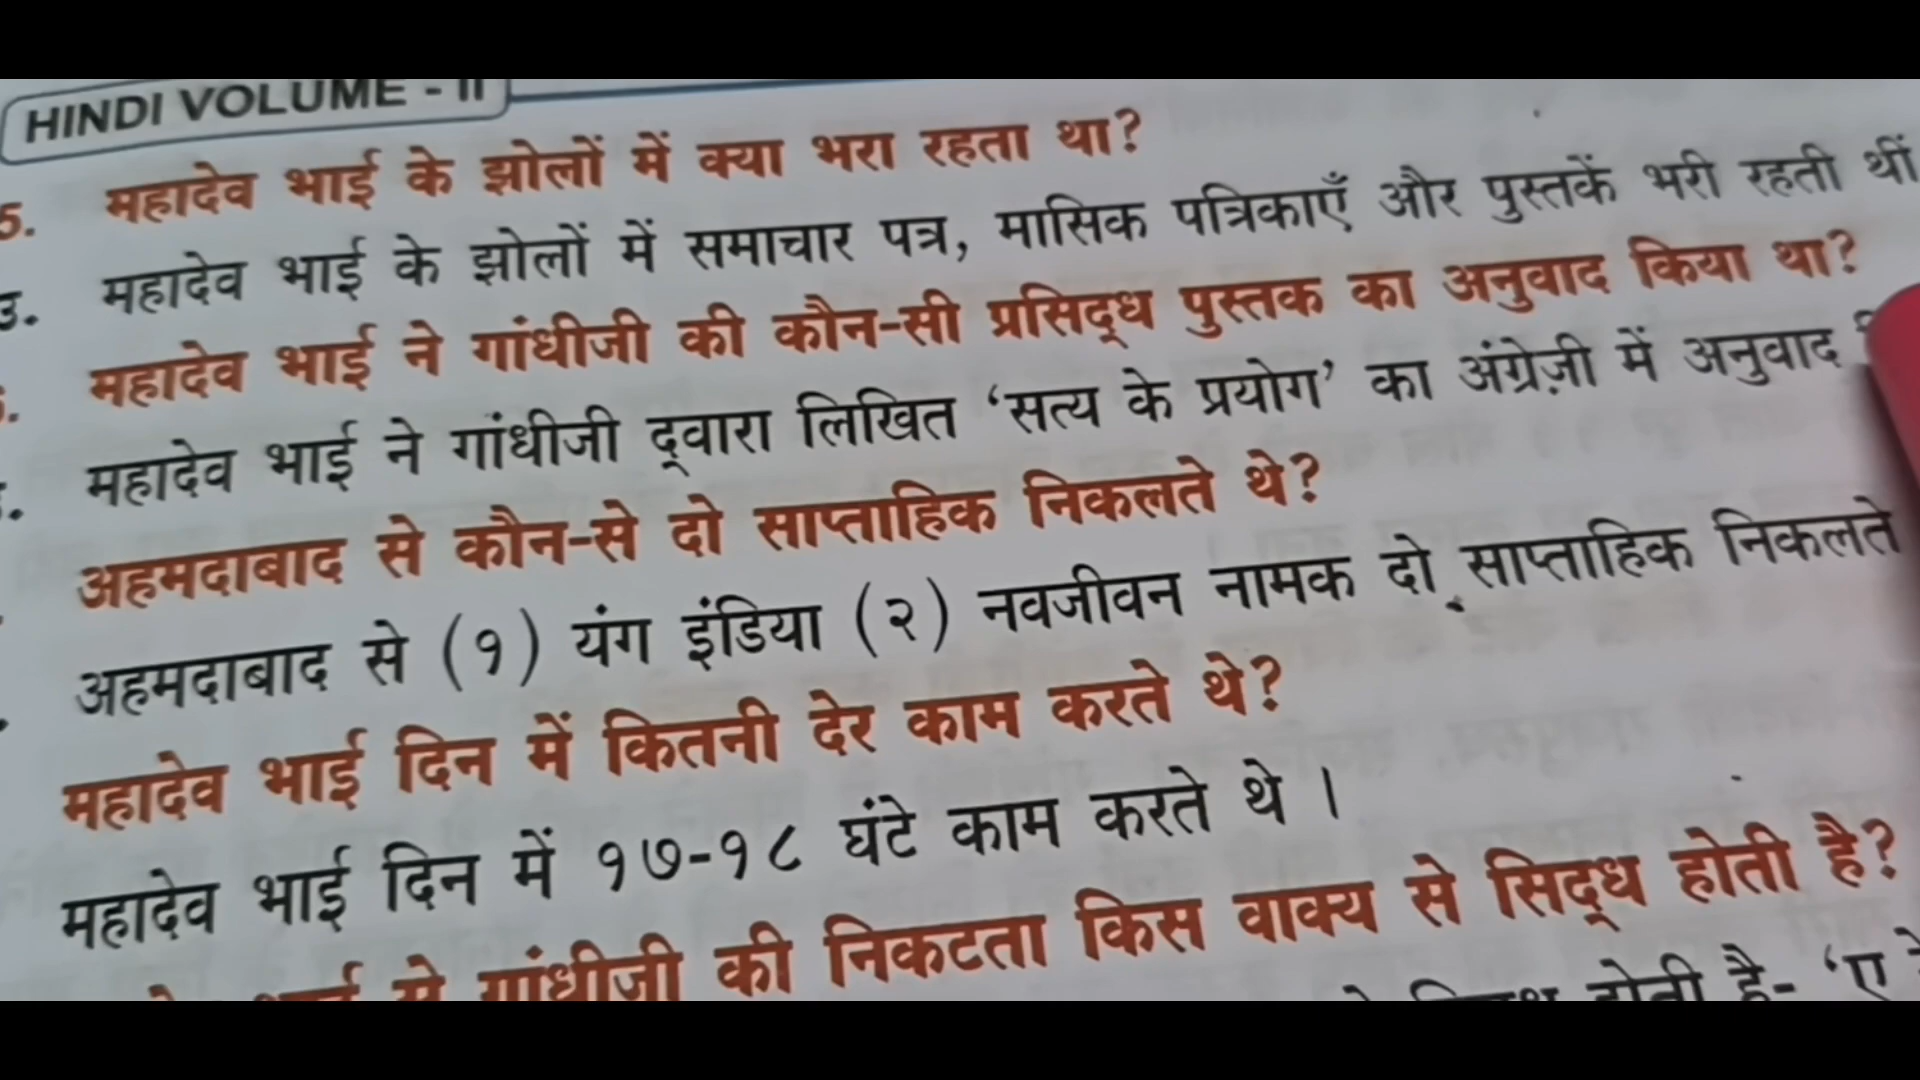 HINDI VOLUME - II
5. महादेव भाई के झोलों में क्या भरा रहता था?
उ. महादेव भाई के झोलों में समाचार पत्र, मासिक पत्रिकाएँ और पुस्तकें भरी रहती थीं
महादेव भाई ने गांधीजी की कौन-सी प्रसिद्ध पुस्तक का अनुवाद किया था?
महादेव भाई ने गांधीजी द्वारा लिखित ‘सत्य के प्रयोग’ का अंग्रेज़ी में अनुवाद
अहमदाबाद से कौन-से दो साप्ताहिक निकलते थे?
अहमदाबाद से (१) यंग इंडिया (२) नवजीवन नामक दो साप्ताहिक निकलते
महादेव भाई दिन में कितनी देर काम करते थे?
महादेव भाई दिन में १७-१८ घंटे काम करते थे ।
भाई से गांधीजी की निकटता किस वाक्य से सिद्ध होती है?
होती है- ‘ए